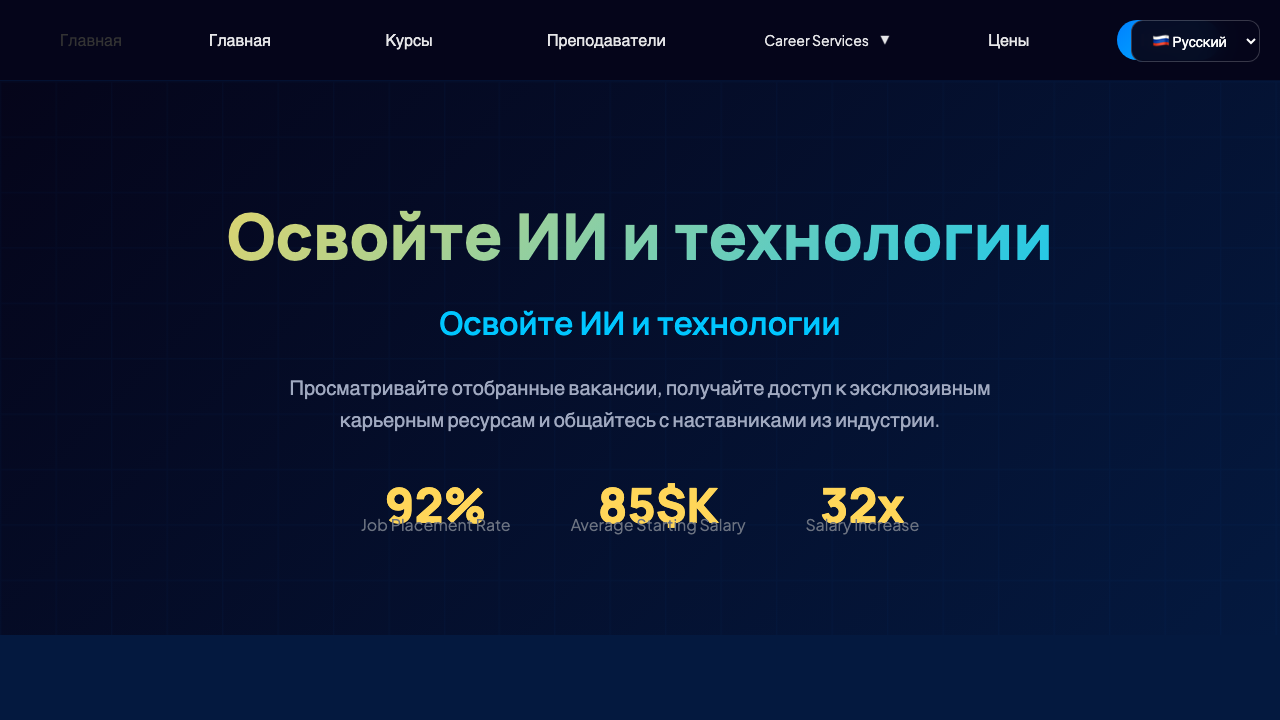 Главная
Главная
Курсы
Преподаватели
Career Services ▼
Цены
Русский
Освойте ИИ и технологии
Освойте ИИ и технологии
Просматривайте отобранные вакансии, получайте доступ к эксклюзивным
карьерным ресурсам и общайтесь с наставниками из индустрии.
92%
Job Placement Rate
85$K
Average Starting Salary
32x
Salary Increase